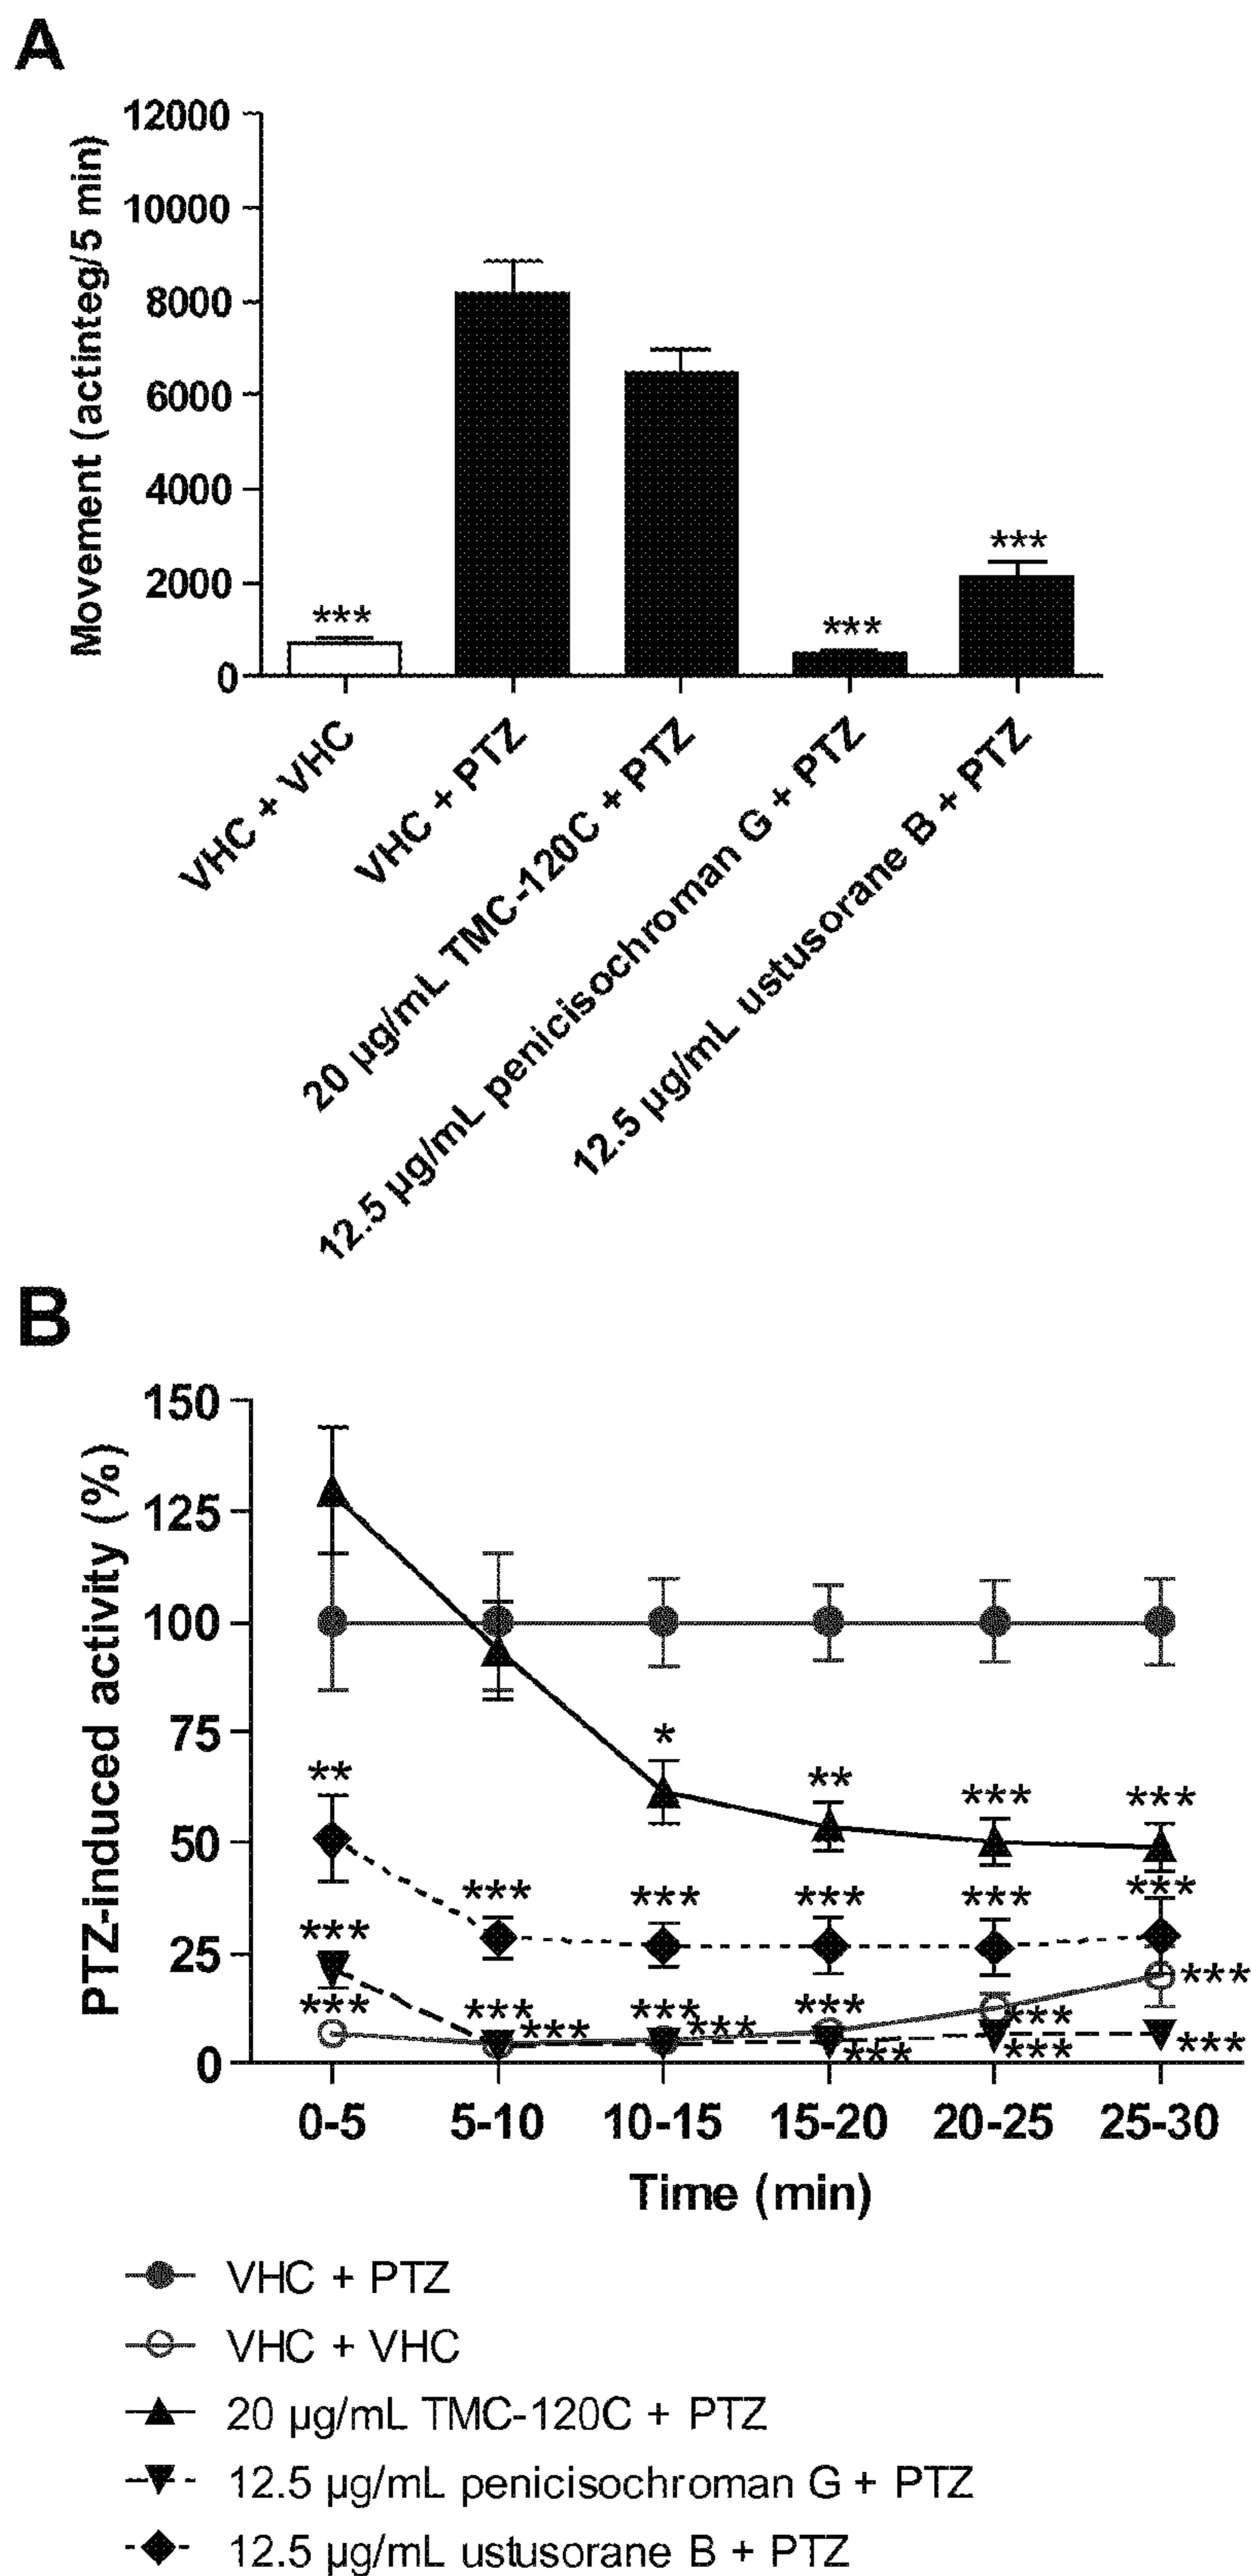 A
Movement (actinteg/5 min)
12000
10000
8000
6000
4000
2000
0
***
***
***
VHC + VHC
VHC + PTZ
20 µg/mL TMC-120C + PTZ
12.5 µg/mL penicisochroman G + PTZ
12.5 µg/mL ustusorane B + PTZ
B
PTZ-induced activity (%)
150
125
100
75
50
25
0
*
** ** *** ***
*** *** *** *** ***
*** ***
*** *** *** *** ***
*** *** *** *** ***
0-5 5-10 10-15 15-20 20-25 25-30
Time (min)
VHC + PTZ
VHC + VHC
20 µg/mL TMC-120C + PTZ
12.5 µg/mL penicisochroman G + PTZ
12.5 µg/mL ustusorane B + PTZ